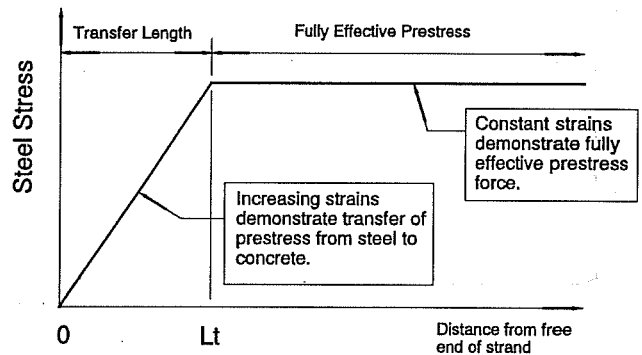 Transfer Length
Fully Effective Prestress
Steel Stress
Constant strains
demonstrate fully
effective prestress
force.
Increasing strains
demonstrate transfer of
prestress from steel to
concrete.
0
Lt
Distance from free
end of strand